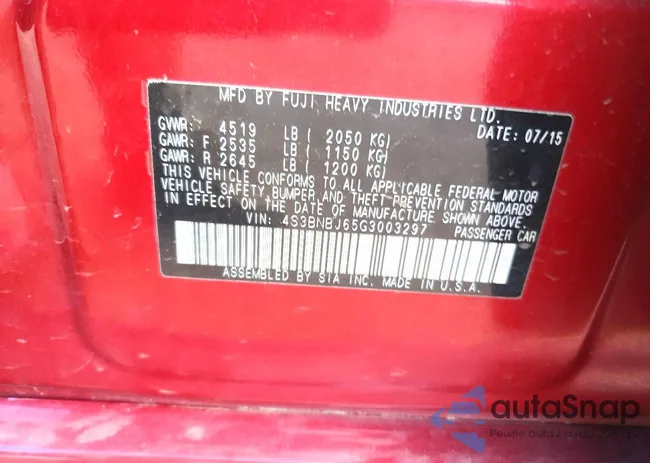 MFD BY FUJI HEAVY INDUSTRIES LTD.
GVWR: 4519 LB ( 2050 KG) DATE: 07/15
GAWR: F 2535 LB ( 1150 KG)
GAWR: R 2645 LB ( 1200 KG)
THIS VEHICLE CONFORMS TO ALL APPLICABLE FEDERAL MOTOR
VEHICLE SAFETY, BUMPER, AND THEFT PREVENTION STANDARDS
IN EFFECT ON THE DATE OF MANUFACTURE SHOWN ABOVE.
VIN: 4S3BNBJ65G3003297 PASSENGER CAR
ASSEMBLED BY SIA INC. MADE IN U.S.A.
autaSnap
Pewne auta z